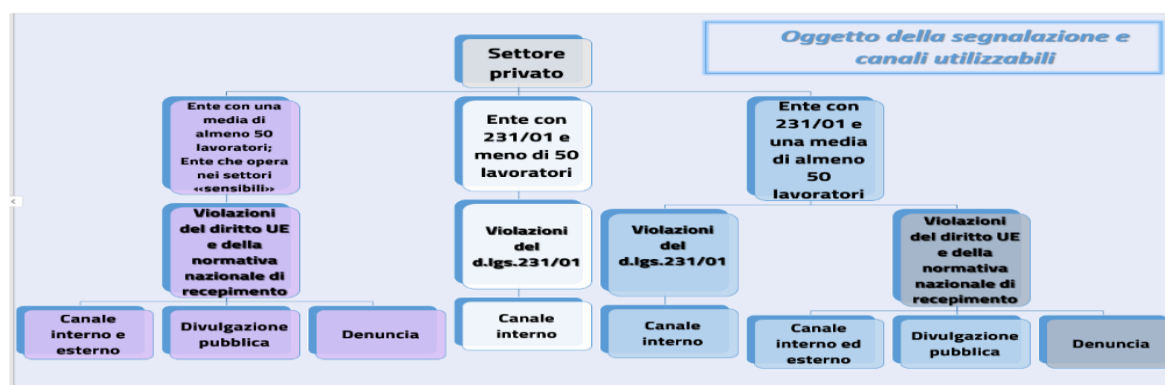 Oggetto della segnalazione e
canali utilizzabili
Settore
privato
Ente con una
media di
almeno 50
lavoratori;
Ente che opera
nei settori
«sensibili»
Ente con
231/01 e
meno di 50
lavoratori
Ente con
231/01 e
una media
di almeno
50
lavoratori
Violazioni
del diritto UE
e della
normativa
nazionale di
recepimento
Violazioni
del
d.lgs.231/01
Violazioni
del
d.lgs.231/01
Violazioni
del diritto UE
e della
normativa
nazionale di
recepimento
Canale
interno e
esterno
Divulgazione
pubblica
Denuncia
Canale
interno
Canale
interno
Canale
interno ed
esterno
Divulgazione
pubblica
Denuncia